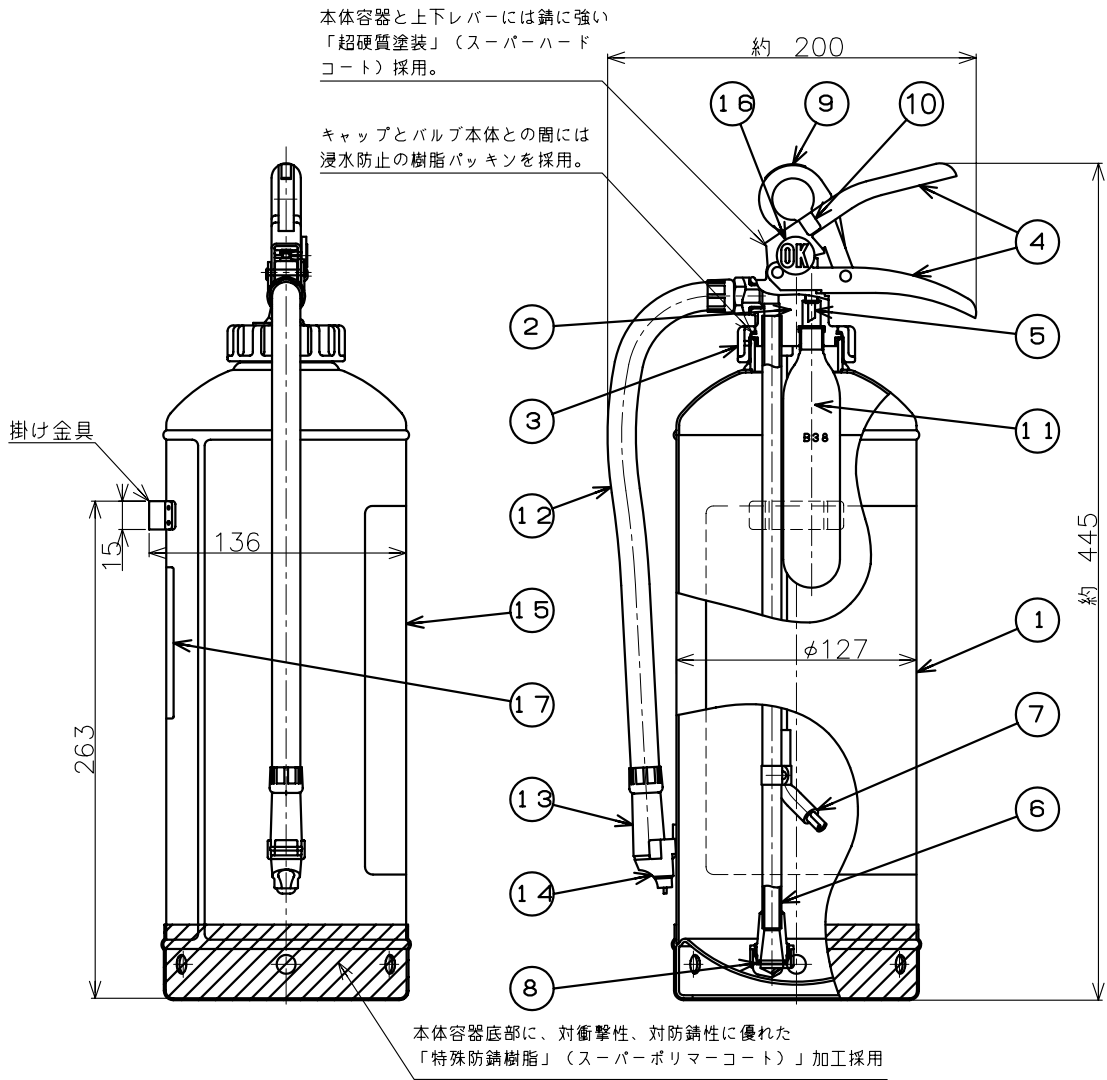 本体容器と上下レバーには錆に強い
「超硬質塗装」（スーパーハード
コート）採用。
約 200
16
9
10
キャップとバルブ本体との間には
浸水防止の樹脂パッキンを採用。
4
OK
2
5
3
掛け金具
11
B38
12
15
136
約 445
15
1
φ127
17
7
263
13
6
14
8
本体容器底部に、対衝撃性、対防錆性に優れた
「特殊防錆樹脂」（スーパーポリマーコート）」加工採用